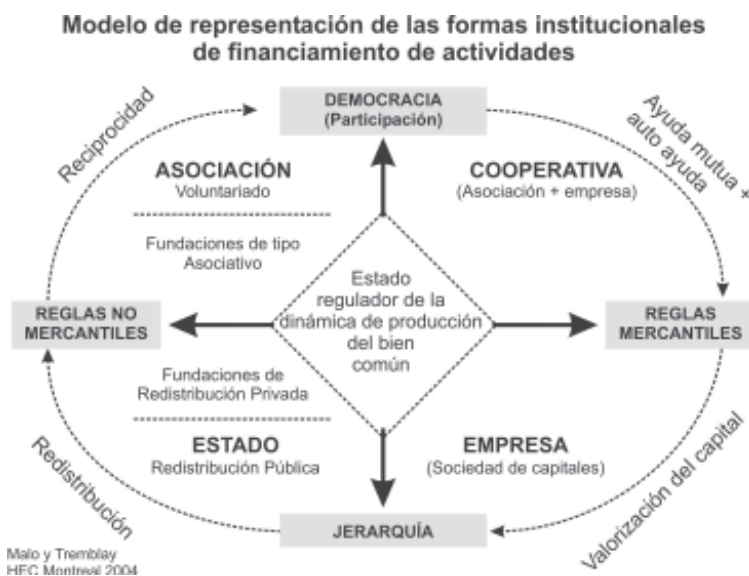 Modelo de representación de las formas institucionales
de financiamiento de actividades
Reciprocidad
DEMOCRACIA
(Participación)
Ayuda mutua +
auto ayuda
ASOCIACIÓN
Voluntariado
COOPERATIVA
(Asociación + empresa)
Fundaciones de tipo
Asociativo
Estado
regulador de la
dinámica de producción
del bien
común
REGLAS NO
MERCANTILES
REGLAS
MERCANTILES
Fundaciones de
Redistribución Privada
ESTADO
Redistribución Pública
EMPRESA
(Sociedad de capitales)
Redistribución
Valorización del capital
JERARQUÍA
Malo y Tremblay
HEC Montreal 2004